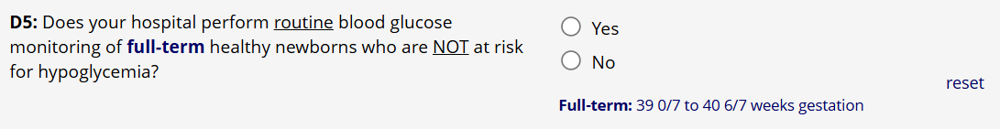 D5: Does your hospital perform routine blood glucose
monitoring of full-term healthy newborns who are NOT at risk
for hypoglycemia?
Yes
No
reset
Full-term: 39 0/7 to 40 6/7 weeks gestation